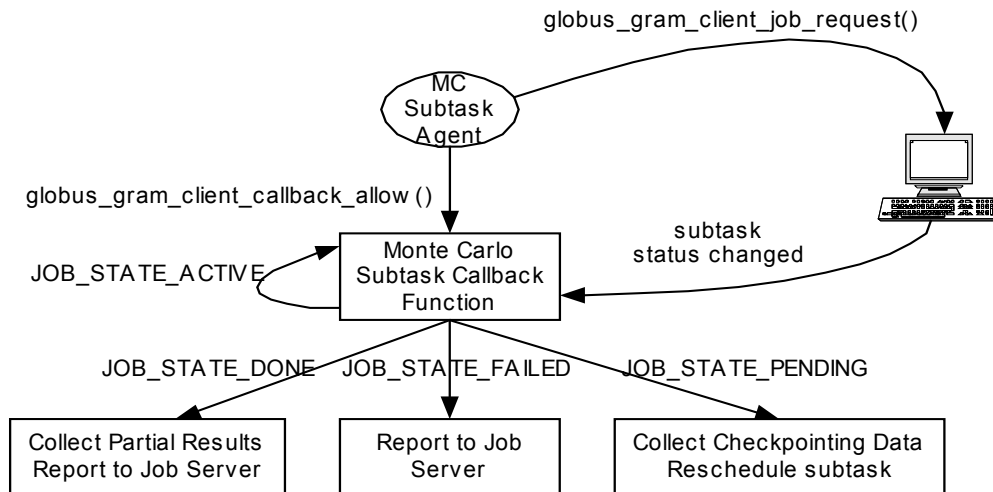 globus_gram_client_job_request()
MC
Subtask
Agent
globus_gram_client_callback_allow ()
subtask
status changed
Monte Carlo
Subtask Callback
Function
JOB_STATE_ACTIVE
JOB_STATE_DONE
JOB_STATE_FAILED
JOB_STATE_PENDING
Collect Partial Results
Report to Job Server
Report to Job
Server
Collect Checkpointing Data
Reschedule subtask